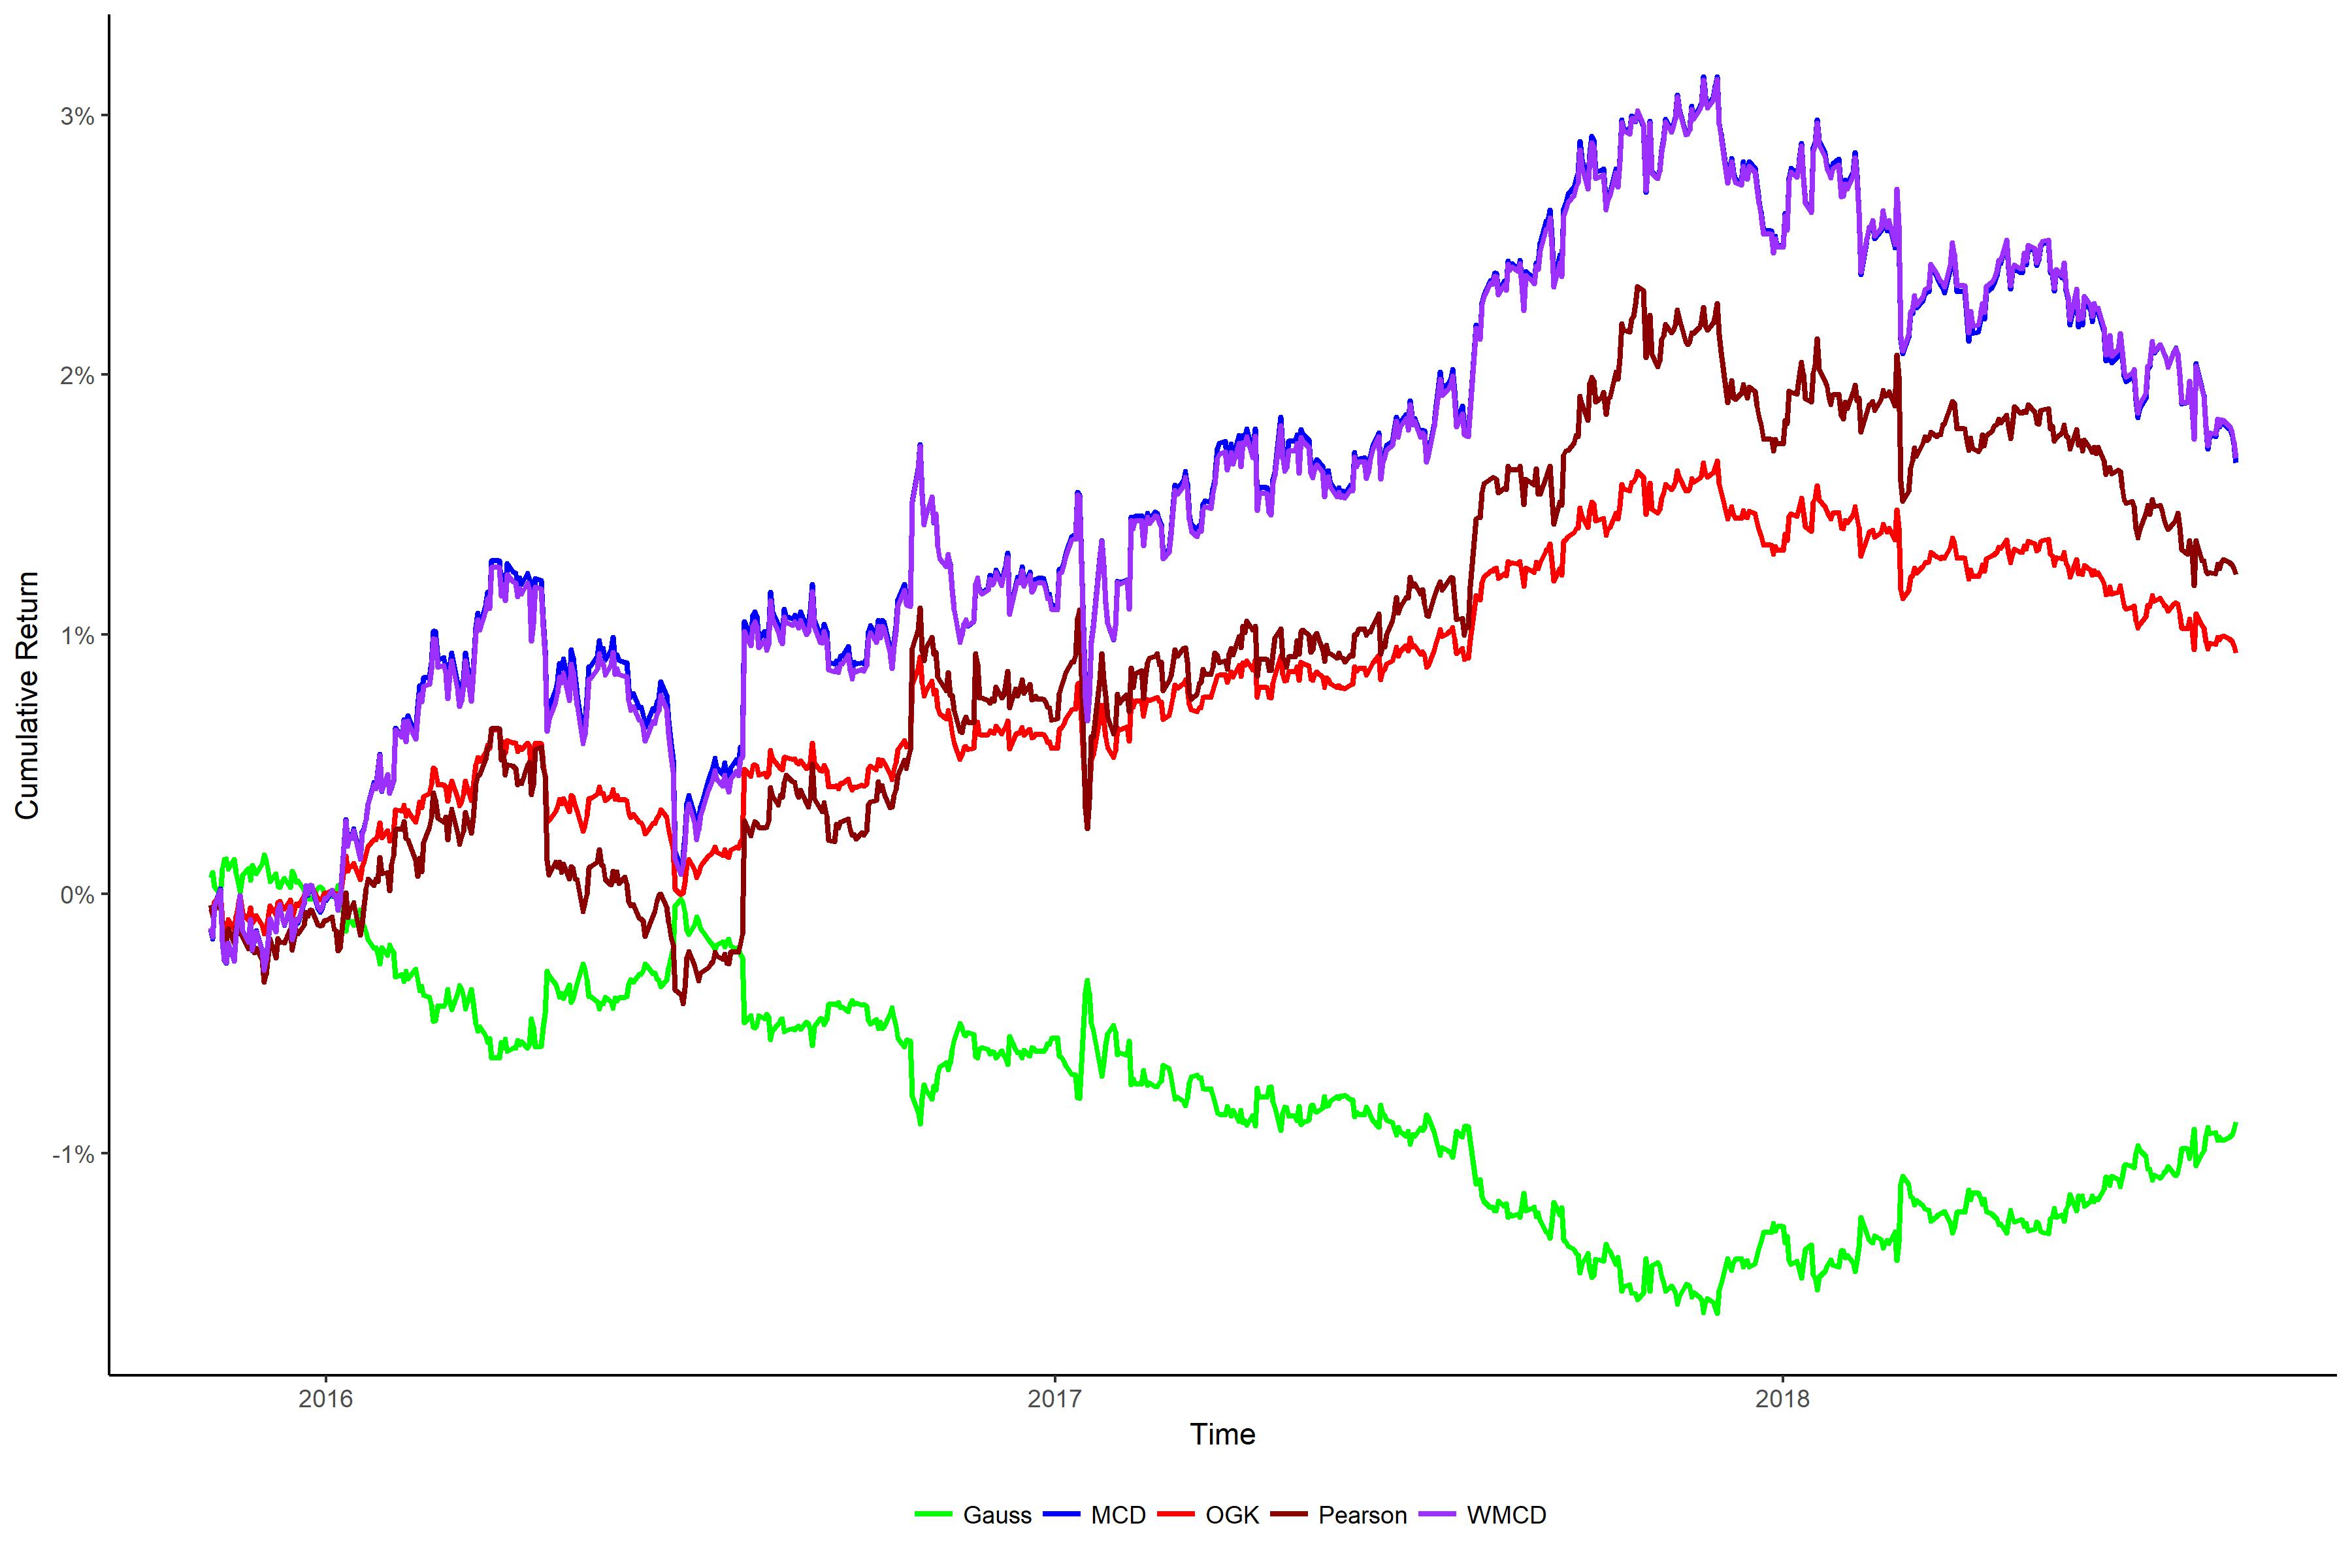 Cumulative Return
3%
2%
1%
0%
-1%
2016 2017 2018
Time
Gauss MCD OGK Pearson WMCD